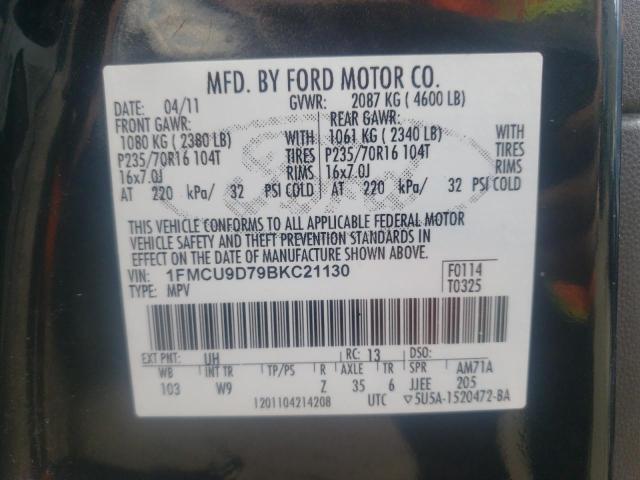 MFD. BY FORD MOTOR CO.
DATE: 04/11 GVWR: 2087 KG ( 4600 LB)
FRONT GAWR: REAR GAWR:
1080 KG ( 2380 LB) WITH 1061 KG ( 2340 LB) WITH
P235/70R16 104T TIRES P235/70R16 104T TIRES
16x7.0J RIMS 16x7.0J RIMS
AT 220 kPa/ 32 PSI COLD AT 220 kPa/ 32 PSI COLD
THIS VEHICLE CONFORMS TO ALL APPLICABLE FEDERAL MOTOR
VEHICLE SAFETY AND THEFT PREVENTION STANDARDS IN
EFFECT ON THE DATE OF MANUFACTURE SHOWN ABOVE.
VIN: 1FMCU9D79BKC21130 F0114
TYPE: MPV T0325
EXT PNT: UH RC: 13 DSO:
WB INT TR TP/PS R AXLE TR SPR AM71A
103 W9 Z 35 6 JJEE 205
1201104214208 UTC ▽5U5A-1520472-BA